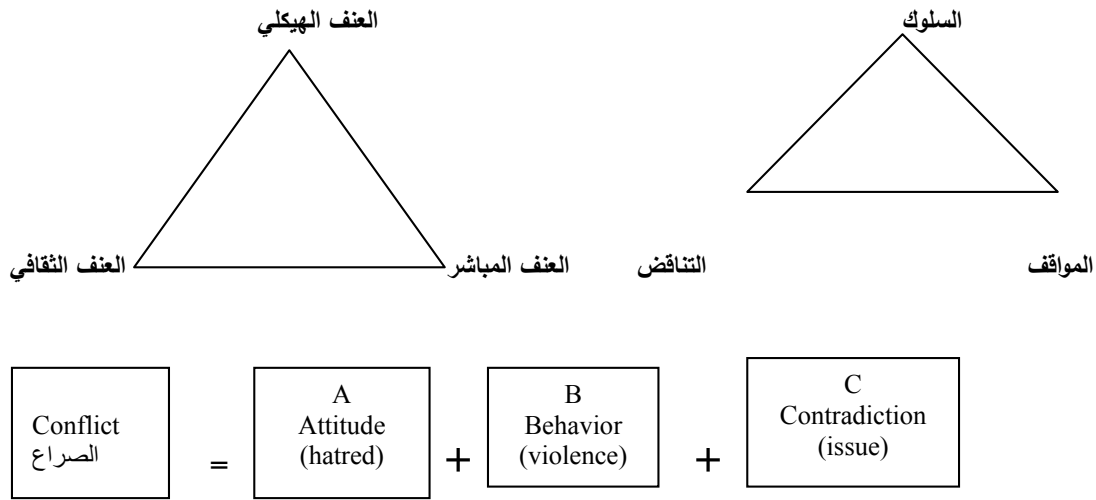 العنف الهيكلي
السلوك
العنف الثقافي
العنف المباشر
التناقض
المواقف
Conflict
الصراع
=
A
Attitude
(hatred)
+
B
Behavior
(violence)
+
C
Contradiction
(issue)